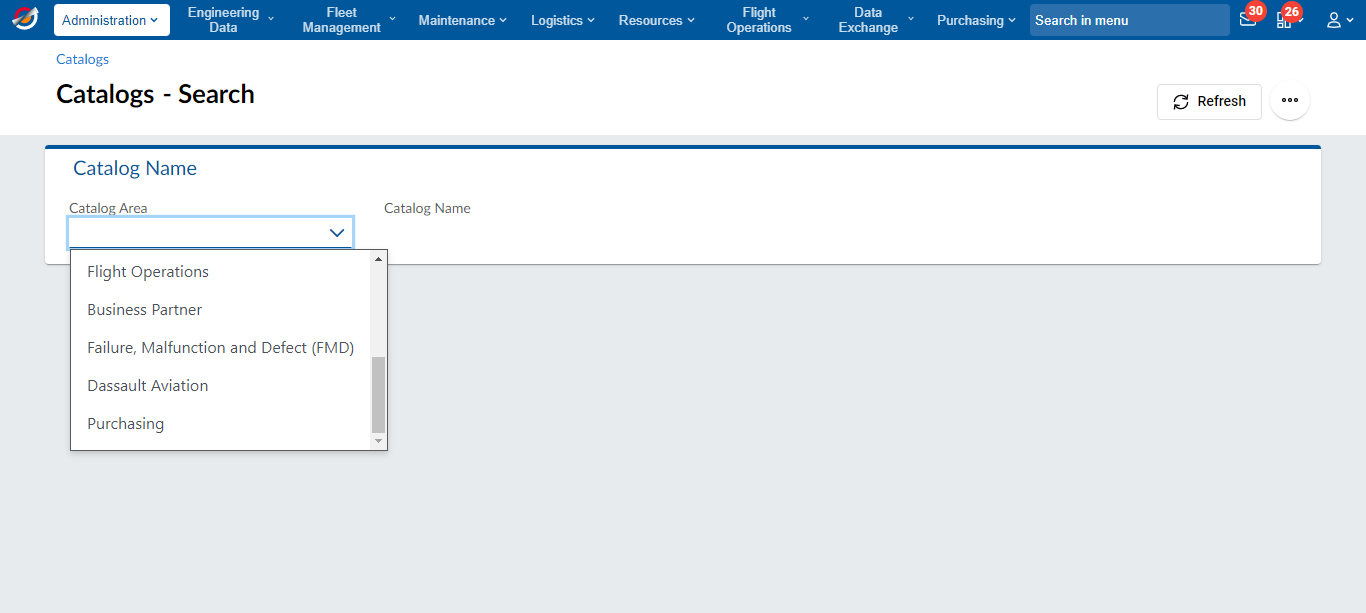 Administration
Engineering
Data
Fleet
Management
Maintenance
Logistics
Resources
Flight
Operations
Data
Exchange
Purchasing
Search in menu
30
26
Catalogs
Catalogs - Search
Refresh
Catalog Name
Catalog Area
Catalog Name
Flight Operations
Business Partner
Failure, Malfunction and Defect (FMD)
Dassault Aviation
Purchasing